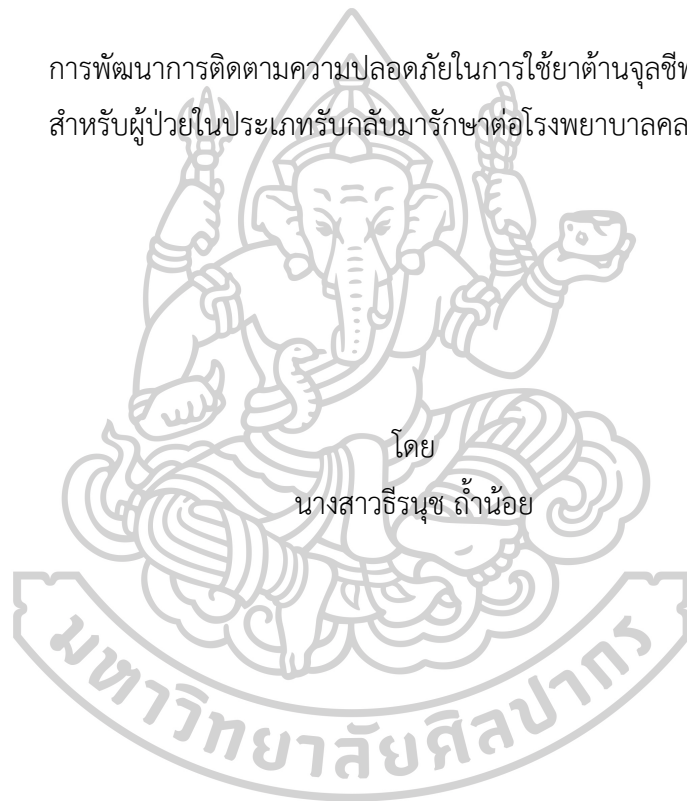 การพัฒนาการติดตามความปลอดภัยในการใช้ยาต้านจุลชีพ
สำหรับผู้ป่วยในประเภทรับกลับมารักษาต่อโรงพยาบาลคล
โดย
นางสาวธีรนุช ถ้ำน้อย
มหาวิทยาลัยศิลปากร